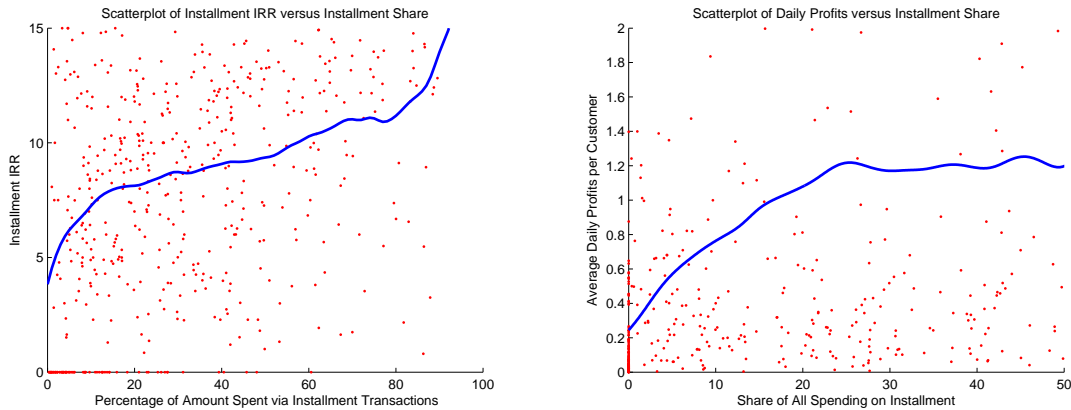 Scatterplot of Installment IRR versus Installment Share
15
10
5
0
Installment IRR
0 20 40 60 80 100
Percentage of Amount Spent via Installment Transactions
Scatterplot of Daily Profits versus Installment Share
2
1.8
1.6
1.4
1.2
1
0.8
0.6
0.4
0.2
0
Average Daily Profits per Customer
0 10 20 30 40 50
Share of All Spending on Installment